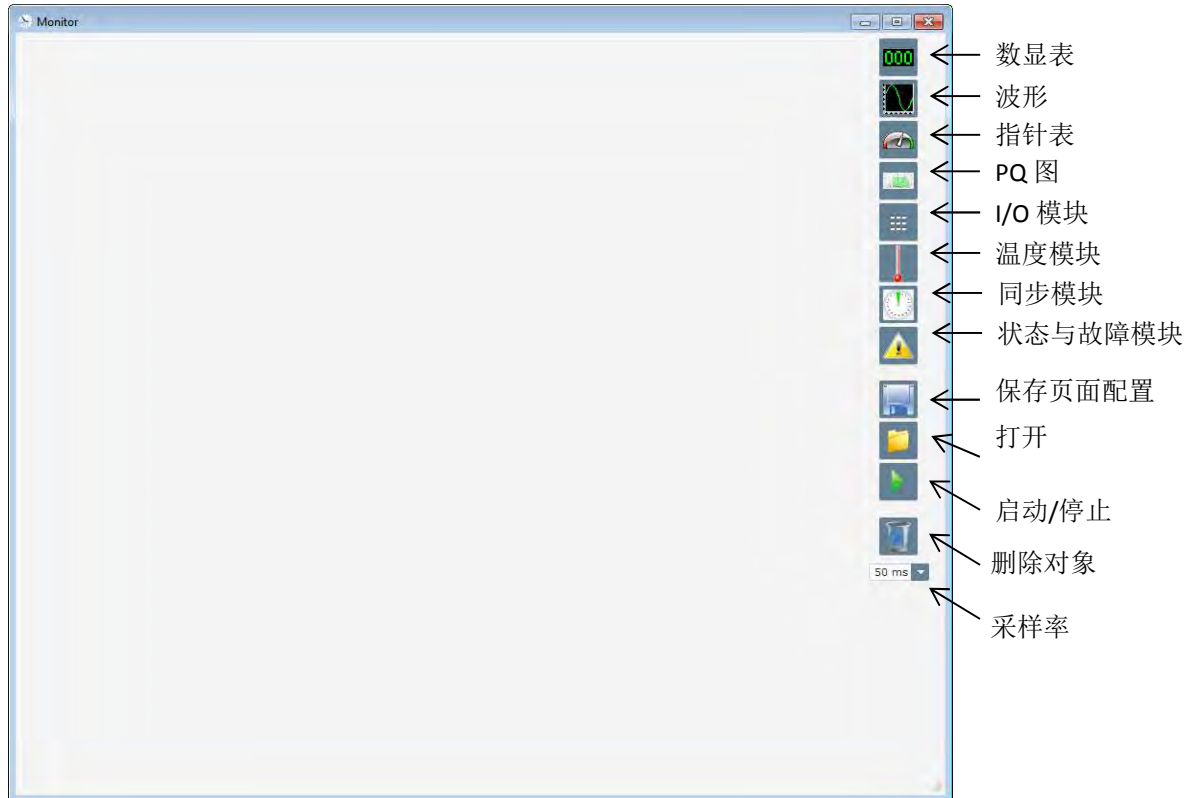 Monitor
000
数显表
波形
指针表
PQ 图
I/O 模块
温度模块
同步模块
状态与故障模块
保存页面配置
打开
启动/停止
删除对象
50 ms
采样率